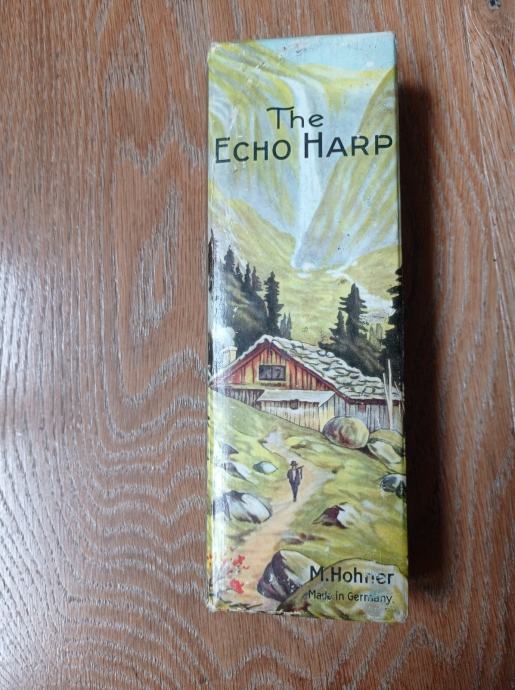 The
ECHO HARP
M.Hohner
Made in Germany